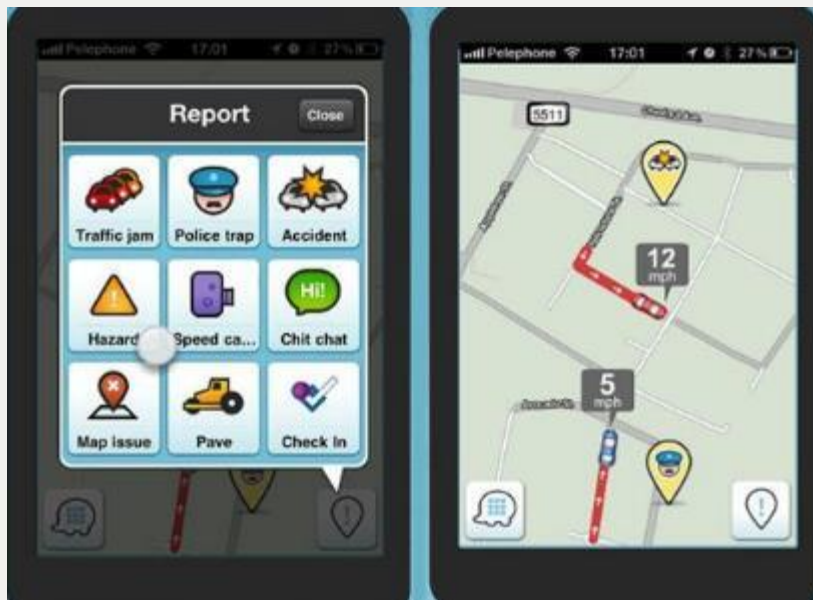 Pelephone 17:01 27%
Report Close
Traffic jam Police trap Accident
Hi!
Hazard Speed ca... Chit chat
Map issue Pave Check In
Pelephone 17:01 27%
5511
12
mph
5
mph